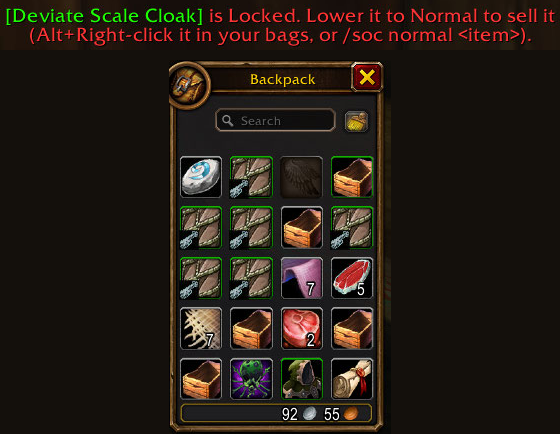 [Deviate Scale Cloak] is Locked. Lower it to Normal to sell it
(Alt+Right-click it in your bags, or /soc normal <item>).
Backpack
Search
7
5
7
2
92 55